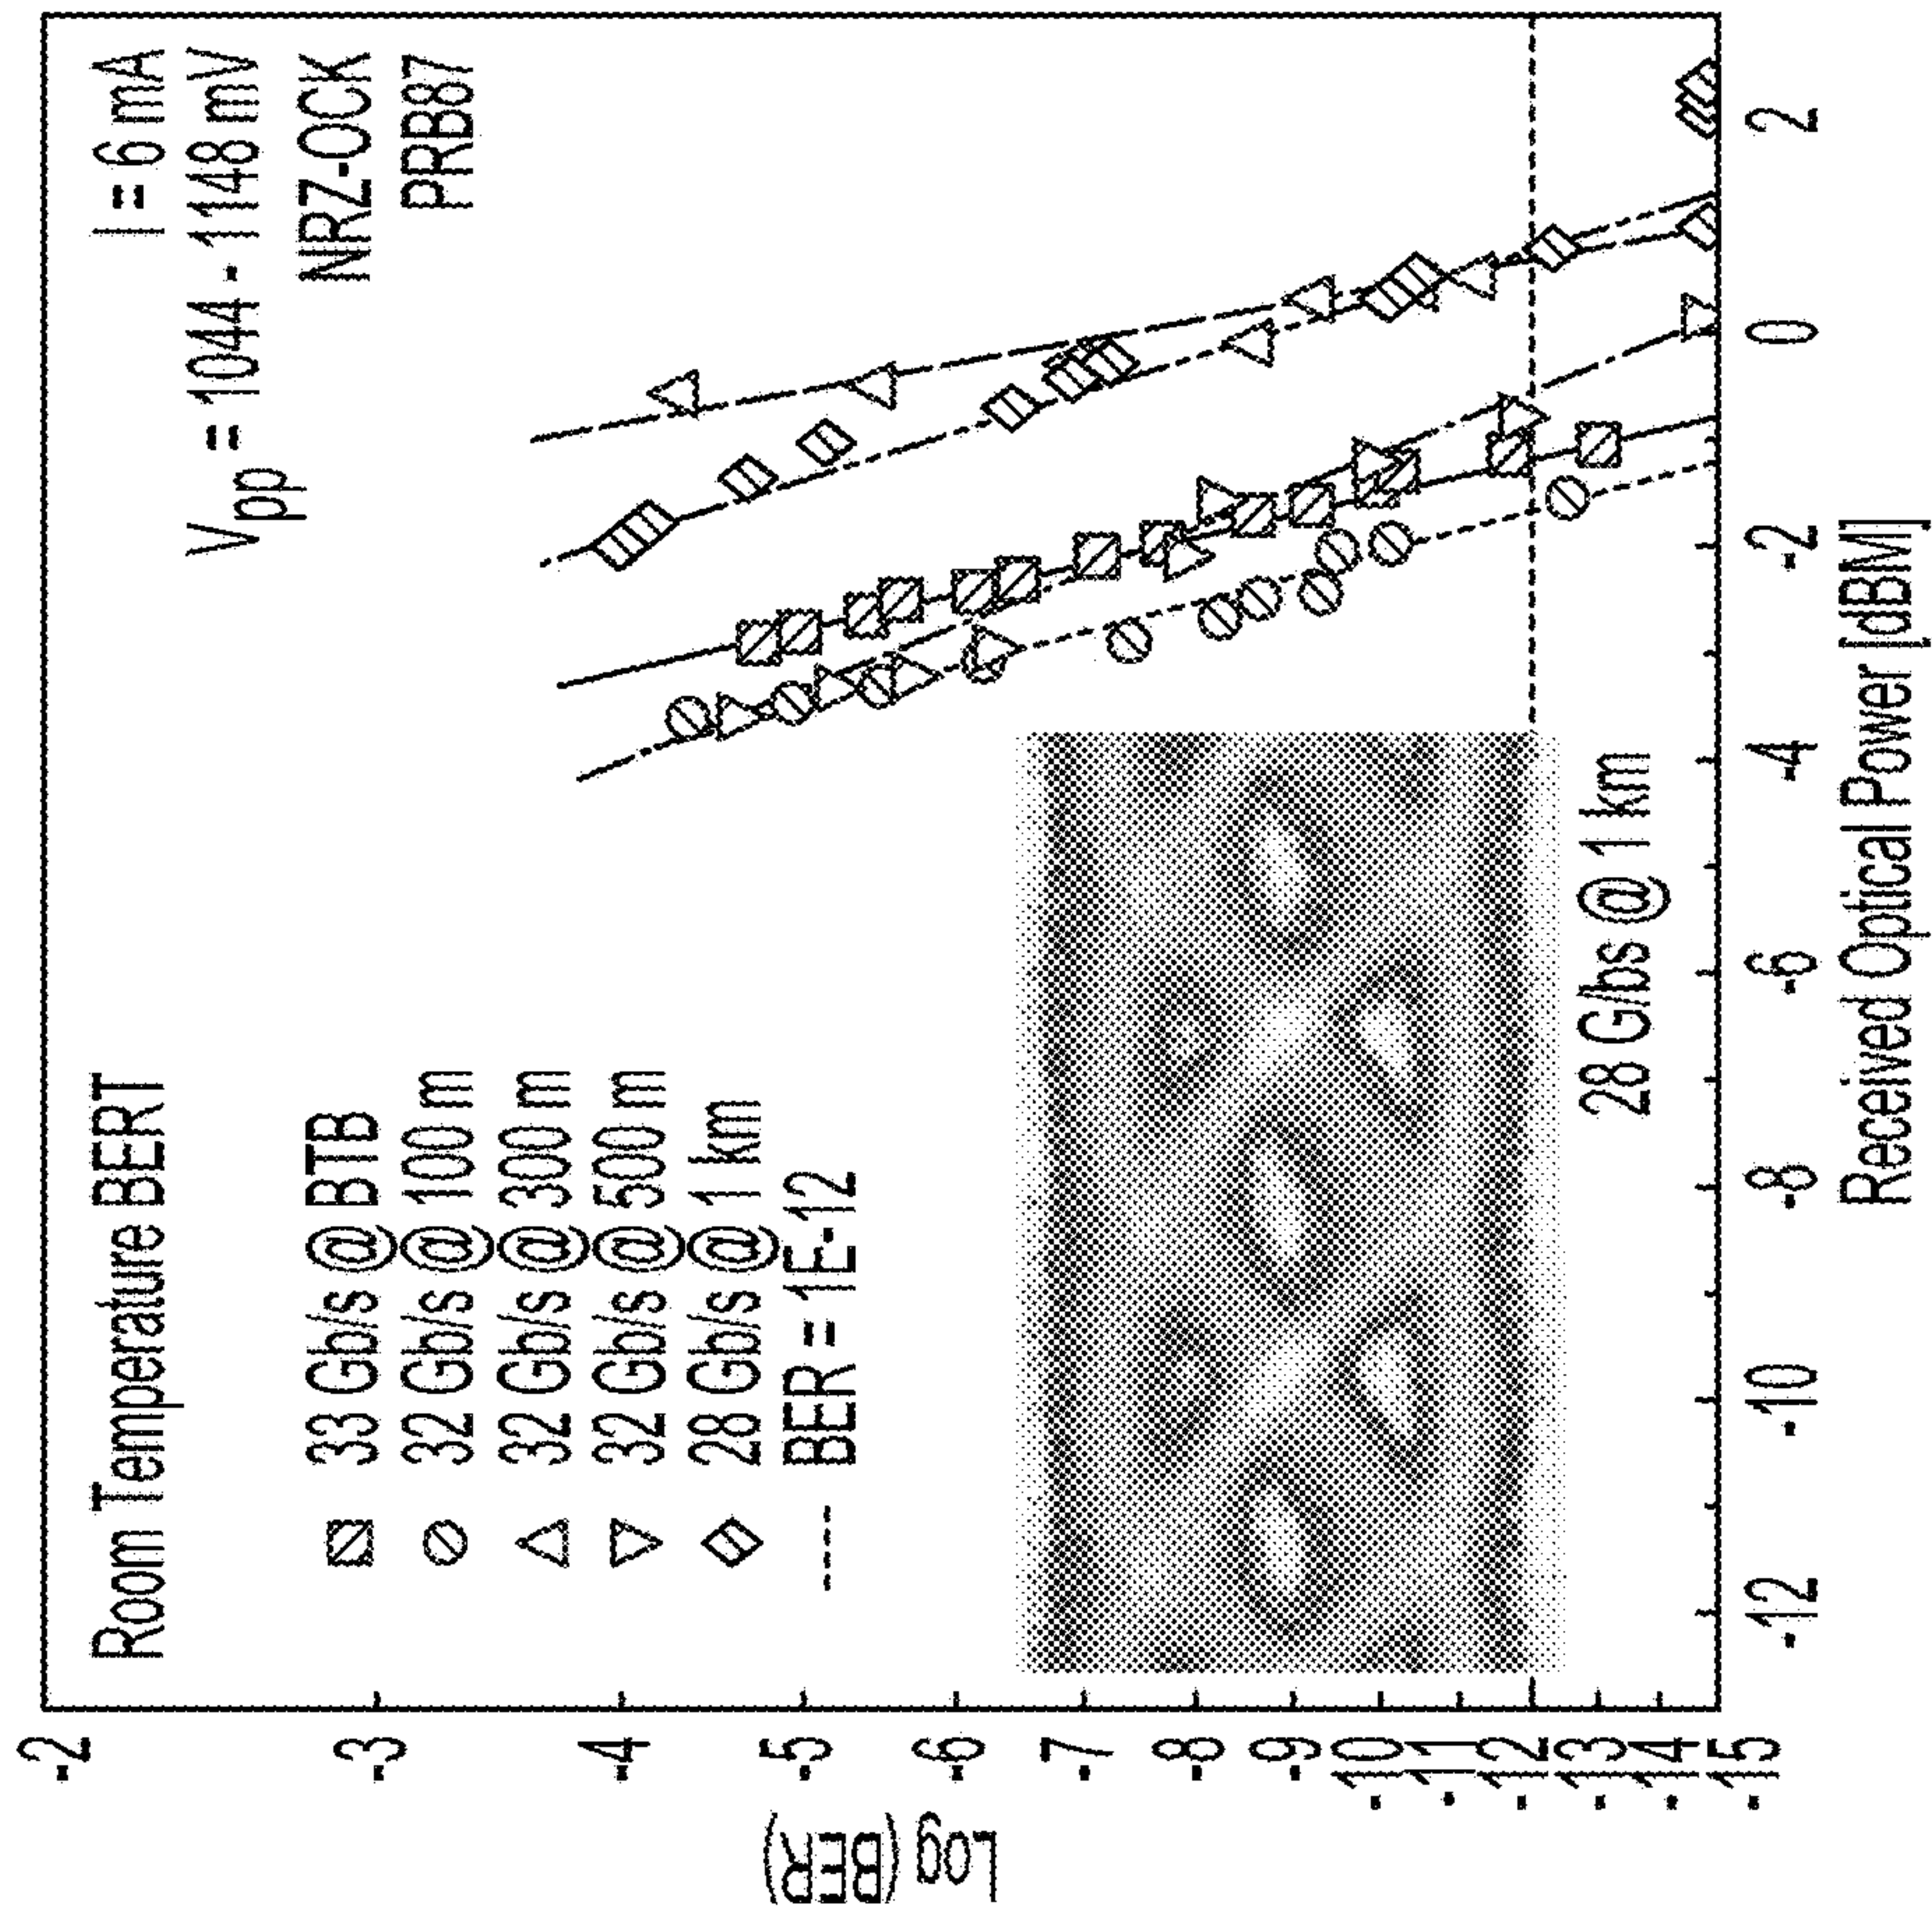 Room Temperature BERT
I = 6 mA
Vpp = 1044 - 1148 mV
NRZ-OCK
PRB87
33 Gb/s @ BTB
32 Gb/s @ 100 m
32 Gb/s @ 300 m
32 Gb/s @ 500 m
28 Gb/s @ 1 km
BER = 1E-12
28 G/bs @ 1 km
Log (BER)
-2
-3
-4
-5
-6
-7
-8
-9
-10
-11
-12
-13
-14
-15
-12
-10
-8
-6
-4
-2
0
2
Received Optical Power [dBM]